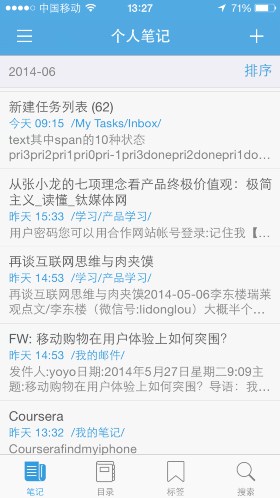 中国移动 13:27 71%
个人笔记
2014-06 排序
新建任务列表 (62)
今天 09:15 /My Tasks/Inbox/
text其中span的10种状态
pri3pri2pri1pri0pri-1pri3donepri2donepri1do...
从张小龙的七项理念看产品终极价值观：极简
主义_读懂_钛媒体网
昨天 15:33 /学习/产品学习/
用户密码您可以用合作网站帐号登录:记住我【...
再谈互联网思维与肉夹馍
昨天 14:53 /学习/产品学习/
再谈互联网思维与肉夹馍2014-05-06李东楼瑞莱
观点文/李东楼（微信号:lidonglou）大概半个...
FW: 移动购物在用户体验上如何突围?
昨天 14:53 /我的邮件/
发件人:yoyo日期:2014年5月27日星期二9:09主
题:移动购物在用户体验上如何突围？导语：我...
Coursera
昨天 13:32 /我的笔记/
Courserafindmyiphone
笔记 目录 标签 搜索